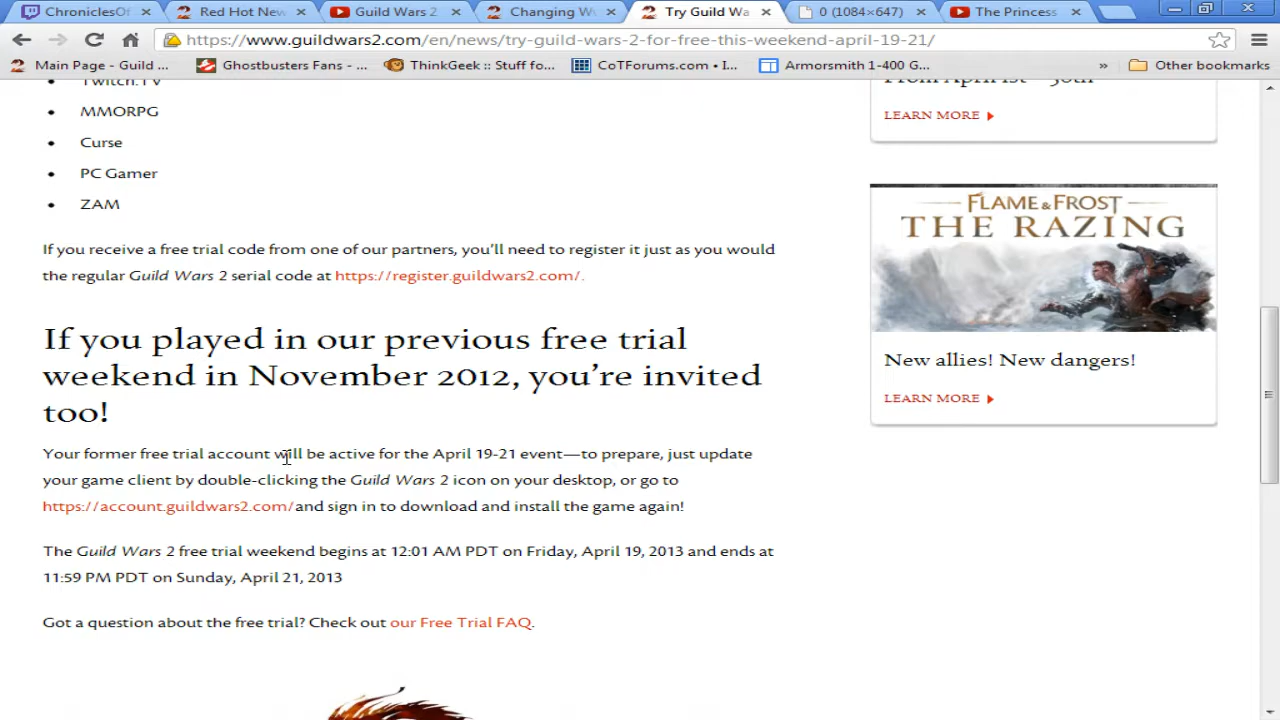 ChroniclesOf
Red Hot New
Guild Wars 2
Changing W
Try Guild Wa
0 (1084×647)
The Princess
https://www.guildwars2.com/en/news/try-guild-wars-2-for-free-this-weekend-april-19-21/
Main Page - Guild ...
Ghostbusters Fans - ...
ThinkGeek :: Stuff fo...
CoTForums.com • I...
Armorsmith 1-400 G...
»
Other bookmarks
Twitch.TV
• MMORPG
• Curse
• PC Gamer
• ZAM
If you receive a free trial code from one of our partners, you’ll need to register it just as you would
the regular Guild Wars 2 serial code at https://register.guildwars2.com/.
If you played in our previous free trial
weekend in November 2012, you’re invited
too!
Your former free trial account will be active for the April 19-21 event—to prepare, just update
your game client by double-clicking the Guild Wars 2 icon on your desktop, or go to
https://account.guildwars2.com/and sign in to download and install the game again!
The Guild Wars 2 free trial weekend begins at 12:01 AM PDT on Friday, April 19, 2013 and ends at
11:59 PM PDT on Sunday, April 21, 2013
Got a question about the free trial? Check out our Free Trial FAQ.
From April 1st – 30th
LEARN MORE
FLAME & FROST
THE RAZING
New allies! New dangers!
LEARN MORE